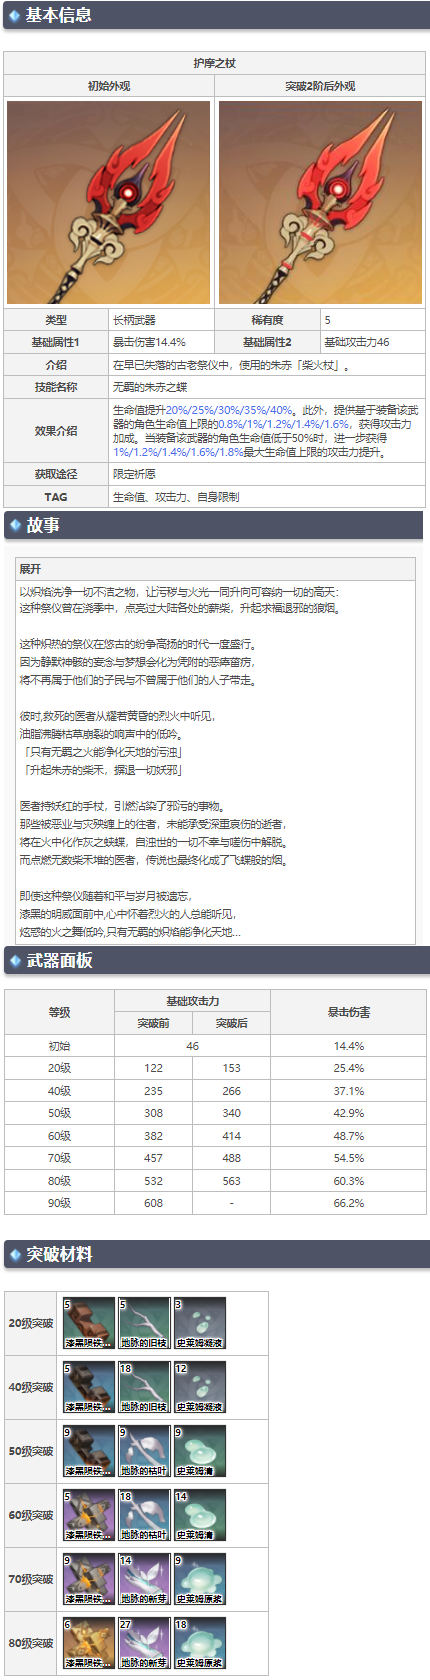 基本信息
护摩之杖
初始外观 突破2阶后外观
类型 长柄武器 稀有度 5
基础属性1 暴击伤害14.4% 基础属性2 基础攻击力46
介绍 在早已失落的古老祭仪中，使用的朱赤「柴火杖」。
技能名称 无羁的朱赤之蝶
生命值提升20%/25%/30%/35%/40%。此外，提供基于装备该武
效果介绍 器的角色生命值上限的0.8%/1%/1.2%/1.4%/1.6%，获得攻击力
加成。当装备该武器的角色生命值低于50%时，进一步获得
1%/1.2%/1.4%/1.6%/1.8%最大生命值上限的攻击力提升。
获取途径 限定祈愿
TAG 生命值、攻击力、自身限制
故事
展开
以炽焰洗净一切不洁之物，让污秽与火光一同升向可容纳一切的高天：
这种祭仪曾在浇季中，点亮过大陆各处的薪柴，升起求福退邪的狼烟。
这种炽热的祭仪在悠古的纷争高扬的时代一度盛行。
因为静默神骸的妄念与梦想会化为凭附的恶瘴菑疠，
将不再属于他们的子民与不曾属于他们的人子带走。
彼时,救死的医者从耀若黄昏的烈火中听见，
油脂沸腾枯草崩裂的响声中的低吟。
「只有无羁之火能净化天地的污浊」
「升起朱赤的柴禾，摒退一切妖邪」
医者持妖红的手杖，引燃沾染了邪污的事物。
那些被恶业与灾殃缠上的往者，未能承受深重哀伤的逝者，
将在火中化作灰之蛱蝶，自浊世的一切不幸与嗟伤中解脱。
而点燃无数柴禾堆的医者，传说也最终化成了飞蝶般的烟。
即使这种祭仪随着和平与岁月被遗忘，
漆黑的明威面前中,心中怀着烈火的人总能听见，
炫惑的火之舞低吟,只有无羁的炽焰能净化天地...
武器面板
等级 基础攻击力 暴击伤害
突破前 突破后
初始 46 14.4%
20级 122 153 25.4%
40级 235 266 37.1%
50级 308 340 42.9%
60级 382 414 48.7%
70级 457 488 54.5%
80级 532 563 60.3%
90级 608 - 66.2%
突破材料
5 5 3
20级突破
漆黑陨铁... 地脉的旧枝 史莱姆凝液
5 18 12
40级突破
漆黑陨铁... 地脉的旧枝 史莱姆凝液
9 9 9
50级突破
漆黑陨铁... 地脉的枯叶 史莱姆清
5 18 14
60级突破
漆黑陨铁... 地脉的枯叶 史莱姆清
9 14 9
70级突破
漆黑陨铁... 地脉的新芽 史莱姆原浆
6 27 18
80级突破
漆黑陨铁... 地脉的新芽 史莱姆原浆